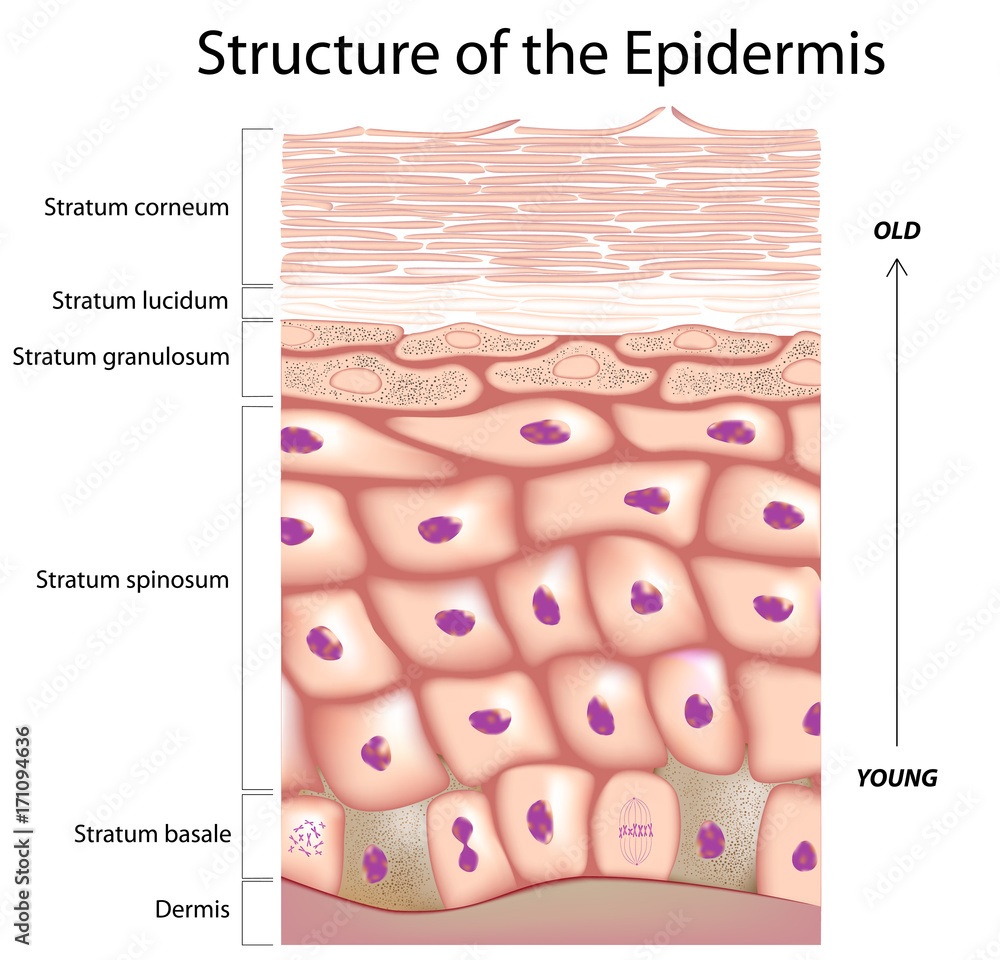 Structure of the Epidermis
Stratum corneum
OLD
Stratum lucidum
Stratum granulosum
Stratum spinosum
YOUNG
Stratum basale
Dermis
Adobe Stock | #171094636